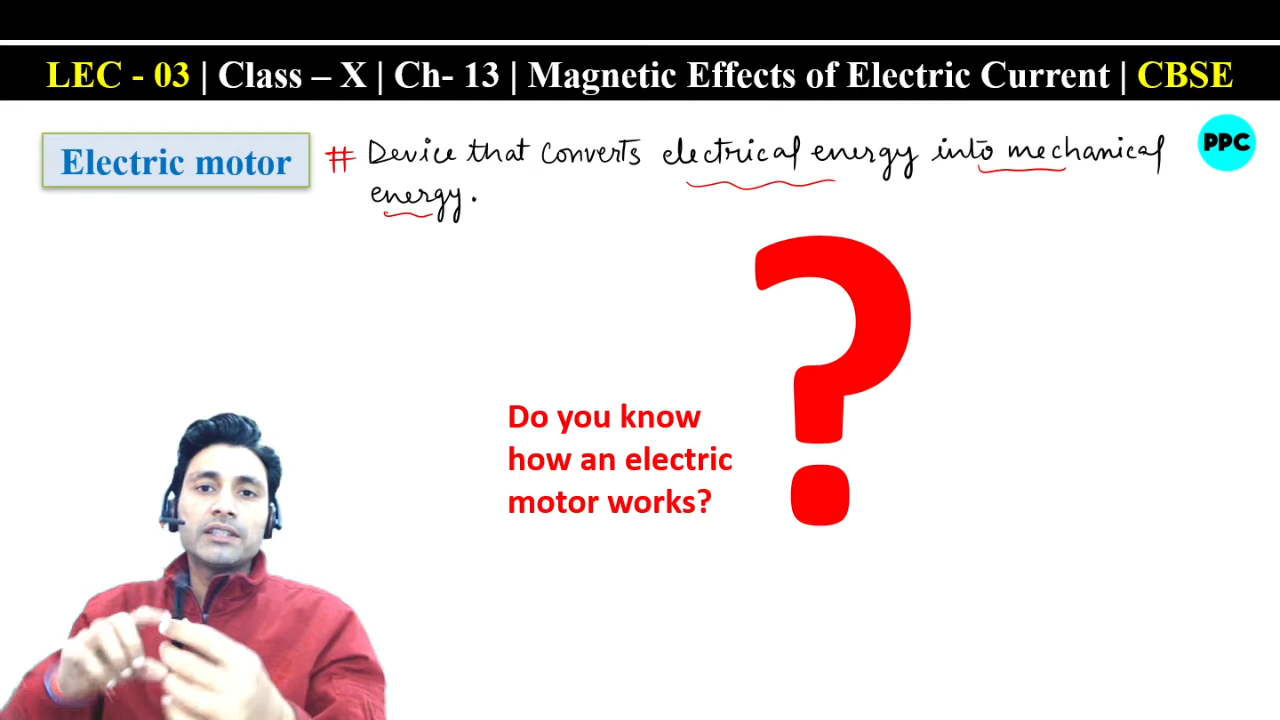 LEC - 03 | Class – X | Ch- 13 | Magnetic Effects of Electric Current | CBSE
Electric motor
# Device that converts electrical energy into mechanical
energy.
PPC
?
Do you know
how an electric
motor works?